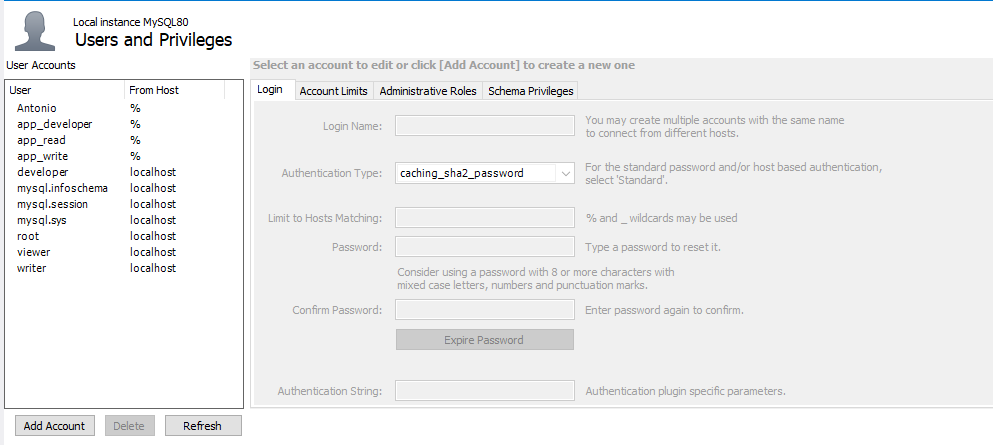 Local instance MySQL80
Users and Privileges
User Accounts
User From Host
Antonio %
app_developer %
app_read %
app_write %
developer localhost
mysql.infoschema localhost
mysql.session localhost
mysql.sys localhost
root localhost
viewer localhost
writer localhost
Add Account Delete Refresh
Select an account to edit or click [Add Account] to create a new one
Login Account Limits Administrative Roles Schema Privileges
Login Name: You may create multiple accounts with the same name
to connect from different hosts.
Authentication Type: caching_sha2_password For the standard password and/or host based authentication,
select 'Standard'.
Limit to Hosts Matching: % and _ wildcards may be used
Password: Type a password to reset it.
Consider using a password with 8 or more characters with
mixed case letters, numbers and punctuation marks.
Confirm Password: Enter password again to confirm.
Expire Password
Authentication String: Authentication plugin specific parameters.